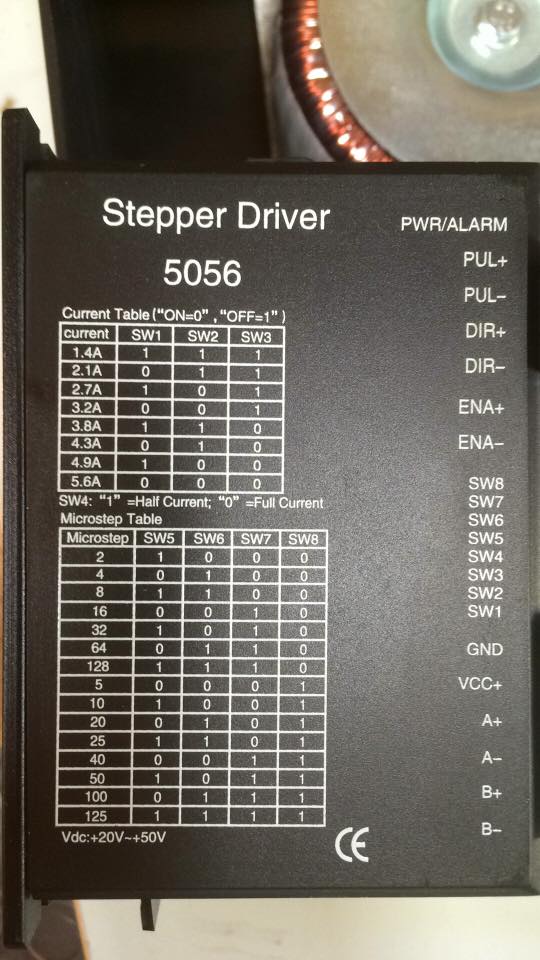 Stepper Driver
5056
Current Table ("ON=0" , "OFF=1" )
current SW1 SW2 SW3
1.4A 1 1 1
2.1A 0 1 1
2.7A 1 0 1
3.2A 0 0 1
3.8A 1 1 0
4.3A 0 1 0
4.9A 1 0 0
5.6A 0 0 0
SW4: "1" =Half Current; "0" =Full Current
Microstep Table
Microstep SW5 SW6 SW7 SW8
2 1 0 0 0
4 0 1 0 0
8 1 1 0 0
16 0 0 1 0
32 1 0 1 0
64 0 1 1 0
128 1 1 1 0
5 0 0 0 1
10 1 0 0 1
20 0 1 0 1
25 1 1 0 1
40 0 0 1 1
50 1 0 1 1
100 0 1 1 1
125 1 1 1 1
Vdc:+20V~+50V
CE
PWR/ALARM
PUL+
PUL−
DIR+
DIR−
ENA+
ENA−
SW8
SW7
SW6
SW5
SW4
SW3
SW2
SW1
GND
VCC+
A+
A−
B+
B−